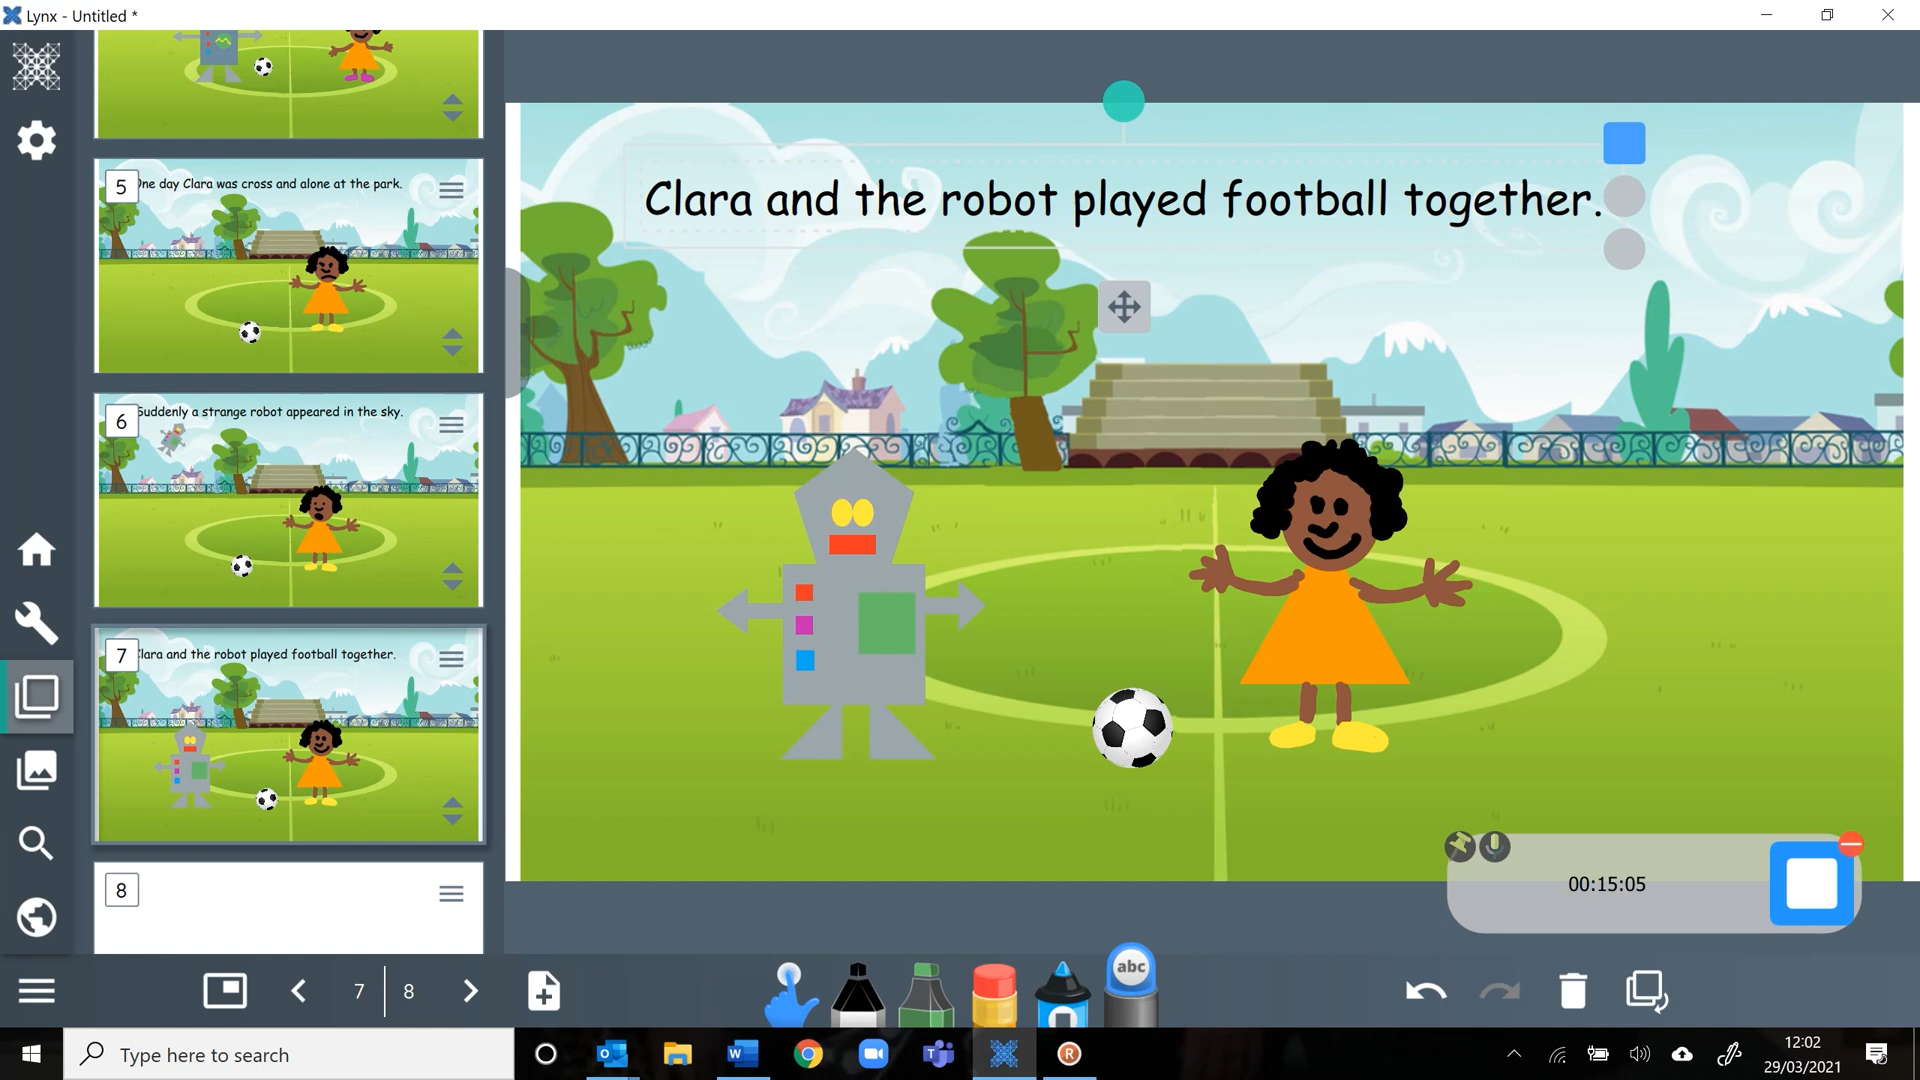 Lynx - Untitled *
5
One day Clara was cross and alone at the park.
6
Suddenly a strange robot appeared in the sky.
7
Clara and the robot played football together.
8
Clara and the robot played football together.
00:15:05
7
8
abc
Type here to search
12:02
29/03/2021